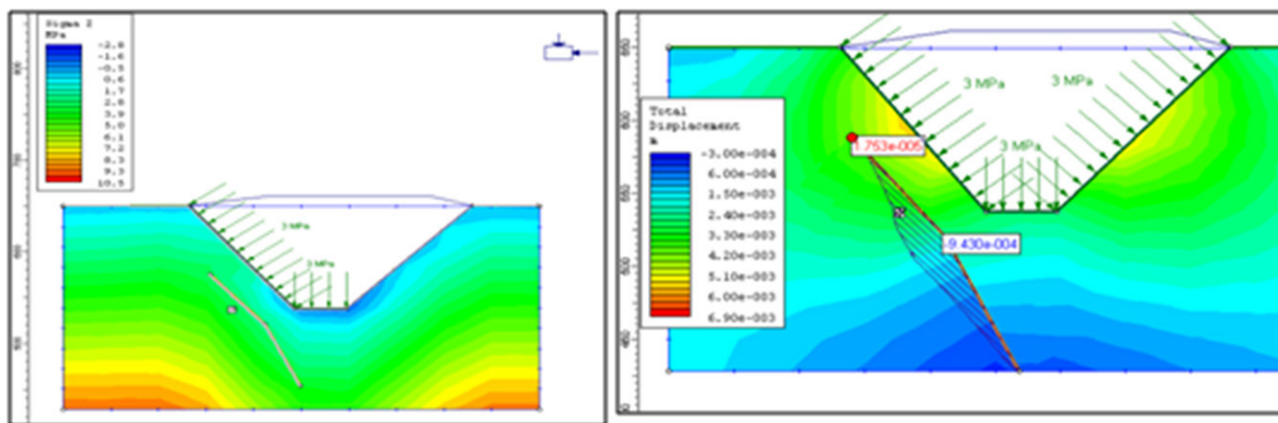 Sigma Z
MPa
-2.8
-1.6
-0.5
0.6
1.7
2.8
3.9
5.0
6.1
7.2
8.3
9.3
10.5
3 MPa
3 MPa
3 MPa
3 MPa
3 MPa
Total
Displacement
m
-3.00e-004
6.00e-004
1.50e-003
2.40e-003
3.30e-003
4.20e-003
5.10e-003
6.00e-003
6.90e-003
1.753e-005
-9.430e-004